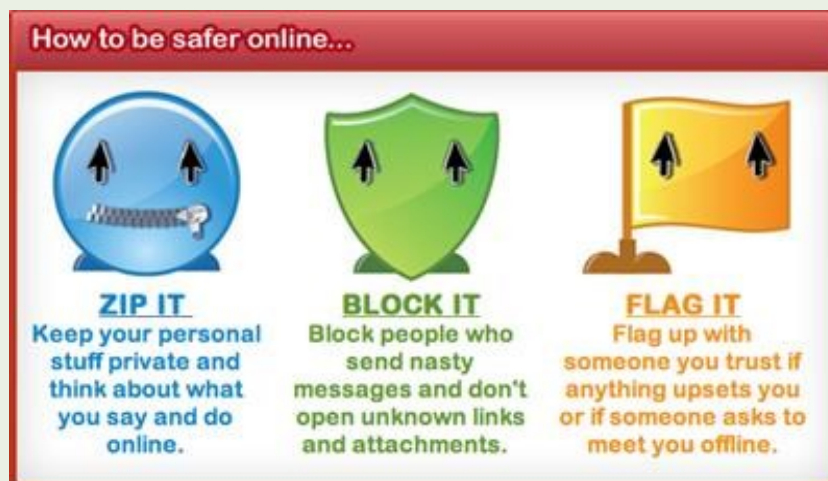 How to be safer online...
ZIP IT
Keep your personal
stuff private and
think about what
you say and do
online.
BLOCK IT
Block people who
send nasty
messages and don't
open unknown links
and attachments.
FLAG IT
Flag up with
someone you trust if
anything upsets you
or if someone asks to
meet you offline.